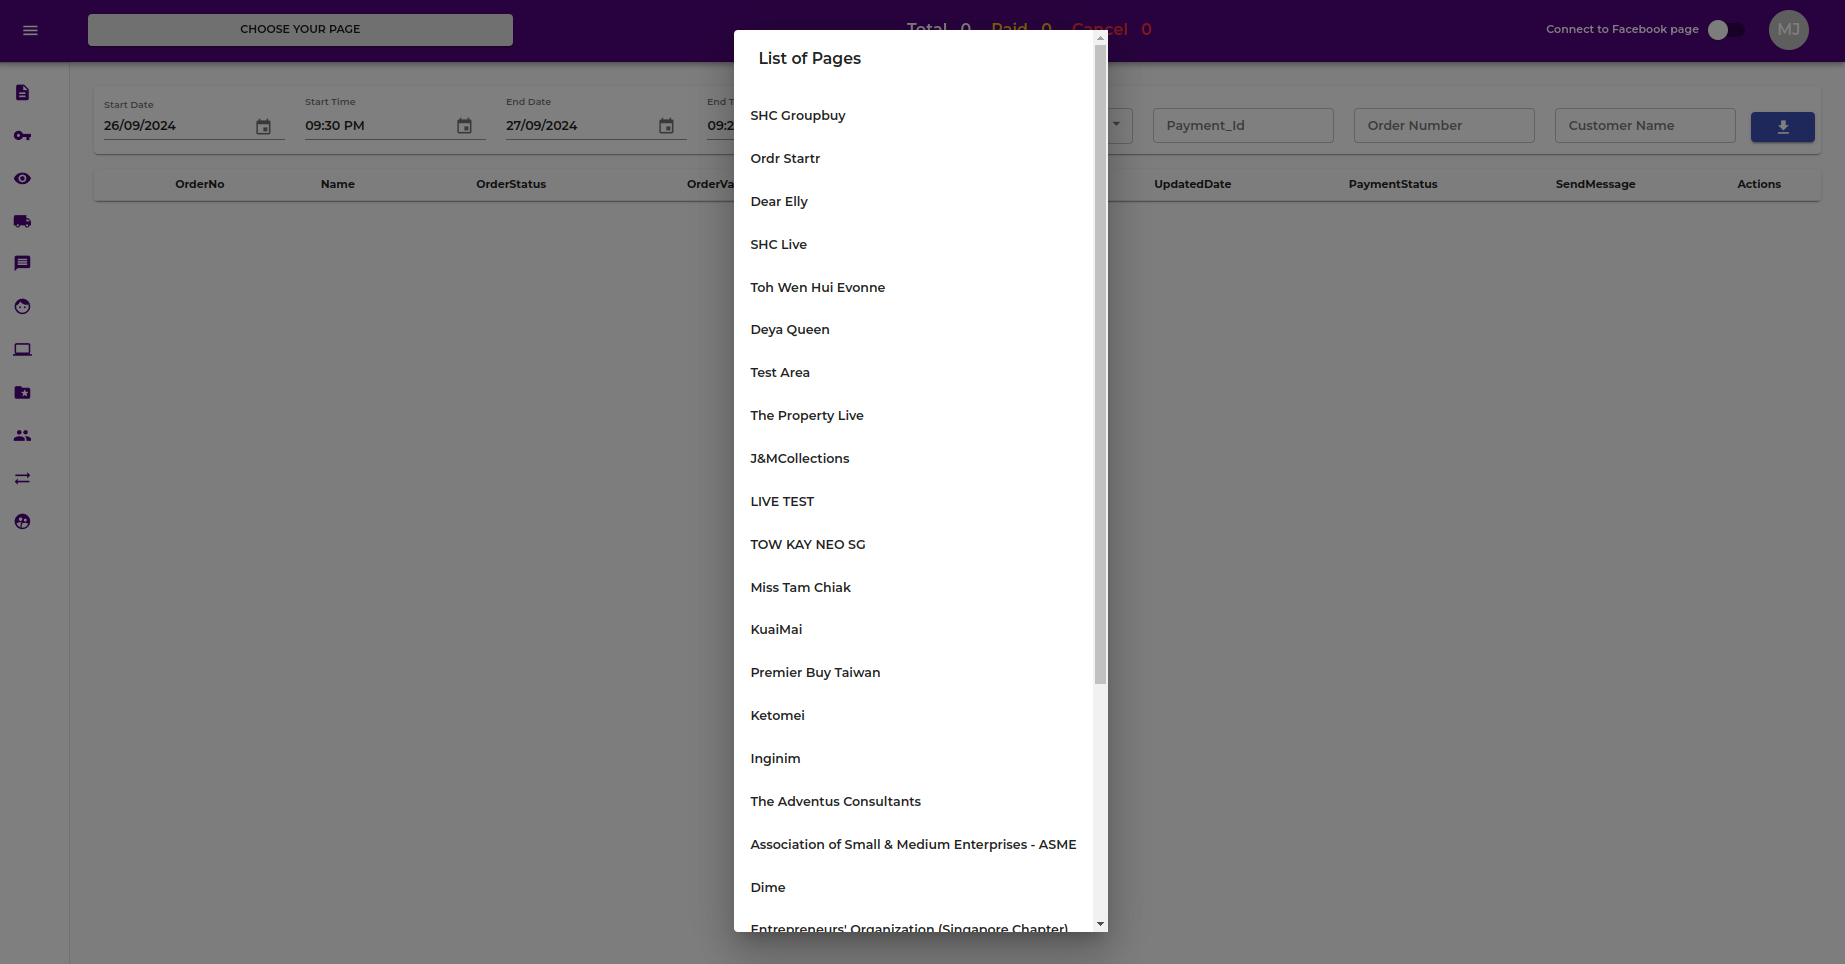 CHOOSE YOUR PAGE
Total 0 Paid 0 Cancel 0
Connect to Facebook page
MJ
List of Pages
SHC Groupbuy
Ordr Startr
Dear Elly
SHC Live
Toh Wen Hui Evonne
Deya Queen
Test Area
The Property Live
J&MCollections
LIVE TEST
TOW KAY NEO SG
Miss Tam Chiak
KuaiMai
Premier Buy Taiwan
Ketomei
Inginim
The Adventus Consultants
Association of Small & Medium Enterprises - ASME
Dime
Entrepreneurs' Organization (Singapore Chapter)
Start Date
26/09/2024
Start Time
09:30 PM
End Date
27/09/2024
End T
09:2
Payment_Id
Order Number
Customer Name
OrderNo Name OrderStatus OrderVa UpdatedDate PaymentStatus SendMessage Actions